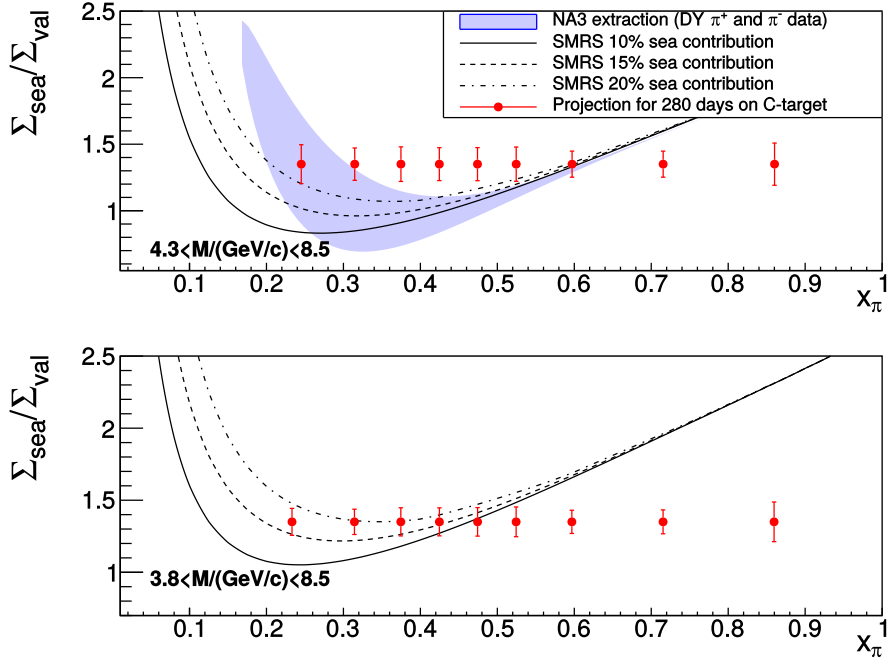 Σsea/Σval
2.5
2
1.5
1
NA3 extraction (DY π⁺ and π⁻ data)
SMRS 10% sea contribution
SMRS 15% sea contribution
SMRS 20% sea contribution
Projection for 280 days on C-target
4.3<M/(GeV/c)<8.5
0.1 0.2 0.3 0.4 0.5 0.6 0.7 0.8 0.9 1
xπ
Σsea/Σval
2.5
2
1.5
1
3.8<M/(GeV/c)<8.5
0.1 0.2 0.3 0.4 0.5 0.6 0.7 0.8 0.9 1
xπ